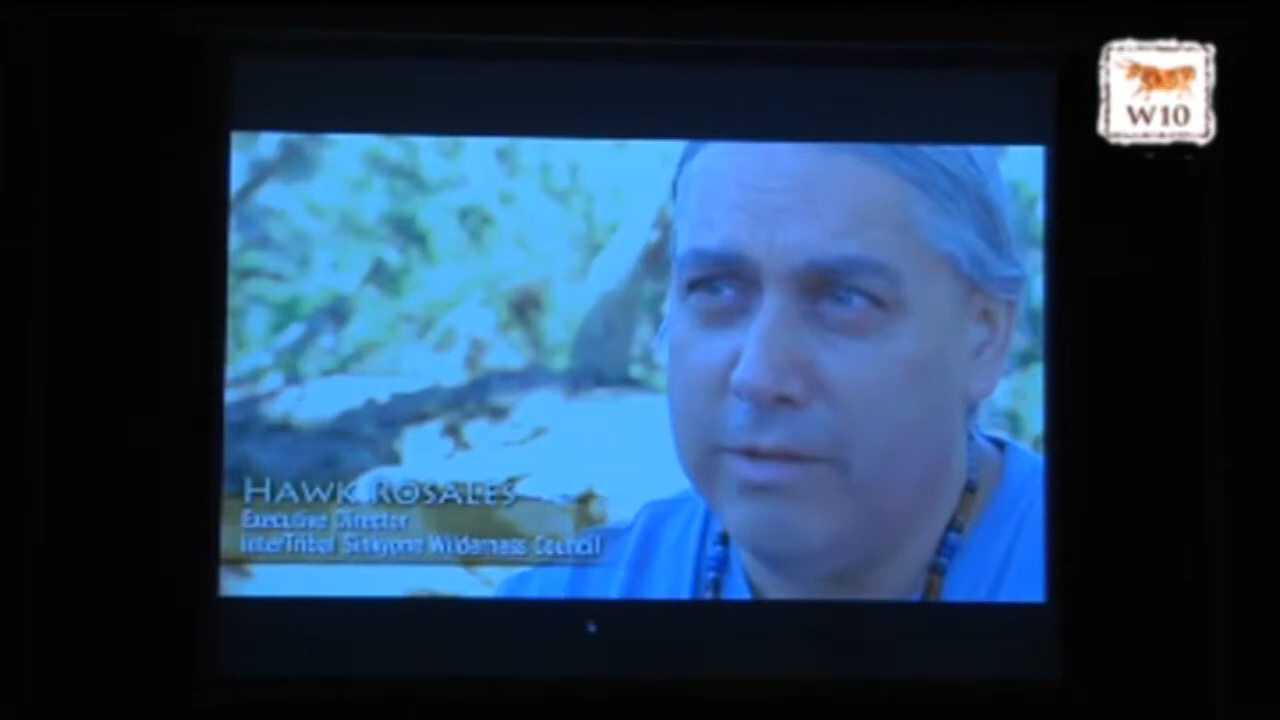 W10
HAWK ROSALES
Executive Director
InterTribal Sinkyone Wilderness Council